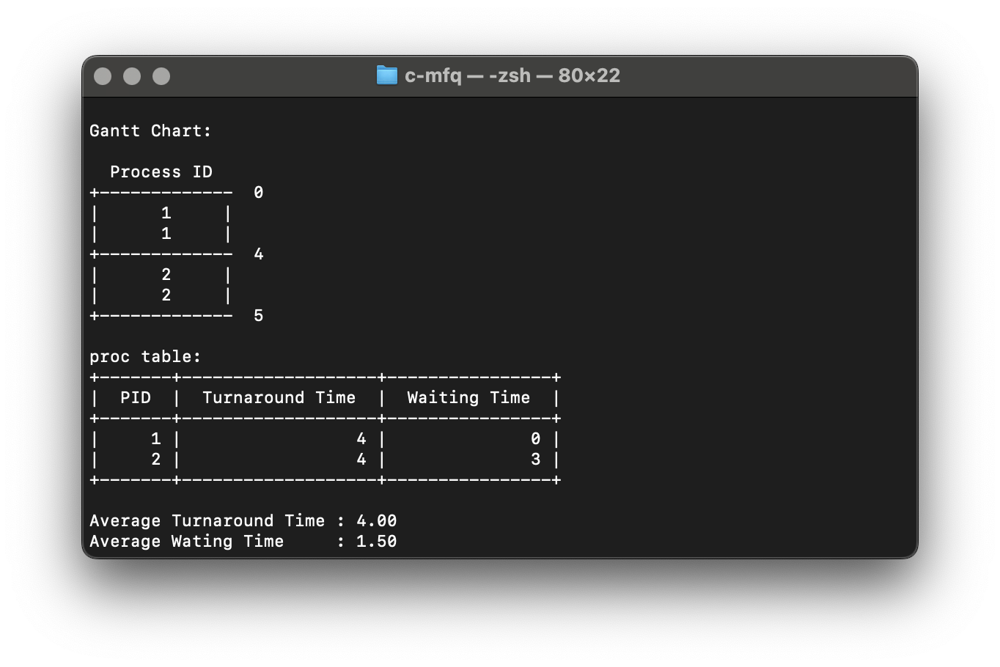 c-mfq — -zsh — 80×22
Gantt Chart:
  Process ID
+-------------  0
|      1     |
|      1     |
+-------------  4
|      2     |
|      2     |
+-------------  5
proc table:
+-------+-------------------+----------------+
|  PID  |  Turnaround Time  |  Waiting Time  |
+-------+-------------------+----------------+
|     1 |                 4 |              0 |
|     2 |                 4 |              3 |
+-------+-------------------+----------------+
Average Turnaround Time : 4.00
Average Wating Time     : 1.50